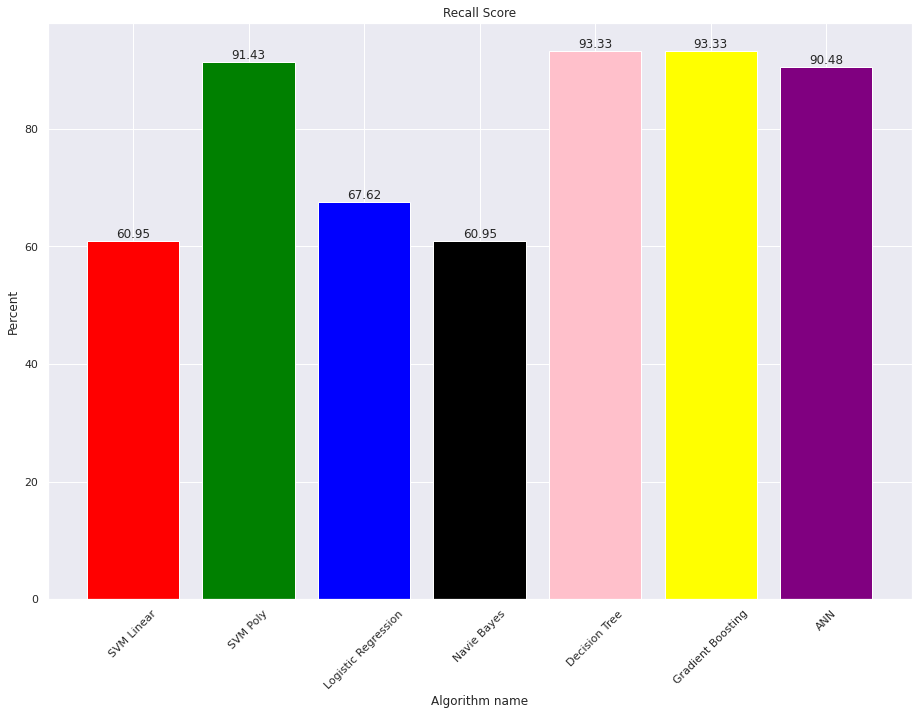 Recall Score
93.33
93.33
91.43
90.48
80
67.62
60.95
60.95
60
40
20
0
Percent
SVM Linear
SVM Poly
Logistic Regression
Navie Bayes
Decision Tree
Gradient Boosting
ANN
Algorithm name